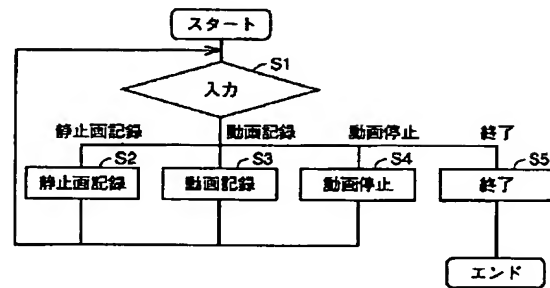 スタート
S1
入力
静止画記録 動画記録 動画停止 終了
S2 S3 S4 S5
静止画記録 動画記録 動画停止 終了
エンド